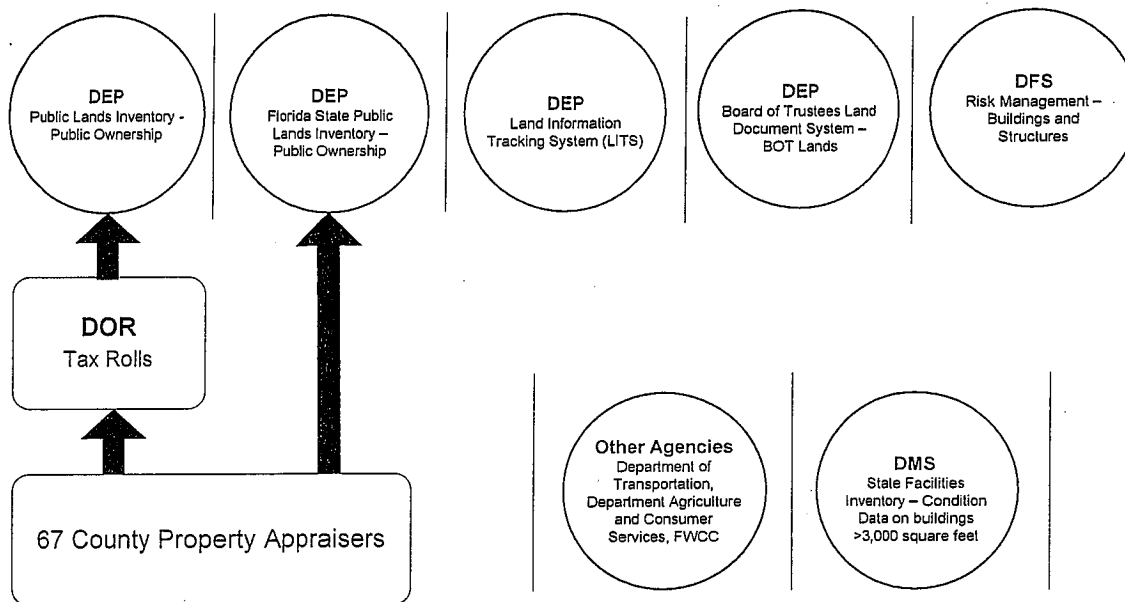 DEP
Public Lands Inventory -
Public Ownership
DEP
Florida State Public
Lands Inventory –
Public Ownership
DEP
Land Information
Tracking System (LITS)
DEP
Board of Trustees Land
Document System –
BOT Lands
DFS
Risk Management –
Buildings and
Structures
DOR
Tax Rolls
67 County Property Appraisers
Other Agencies
Department of
Transportation,
Department Agriculture
and Consumer
Services, FWCC
DMS
State Facilities
Inventory – Condition
Data on buildings
>3,000 square feet